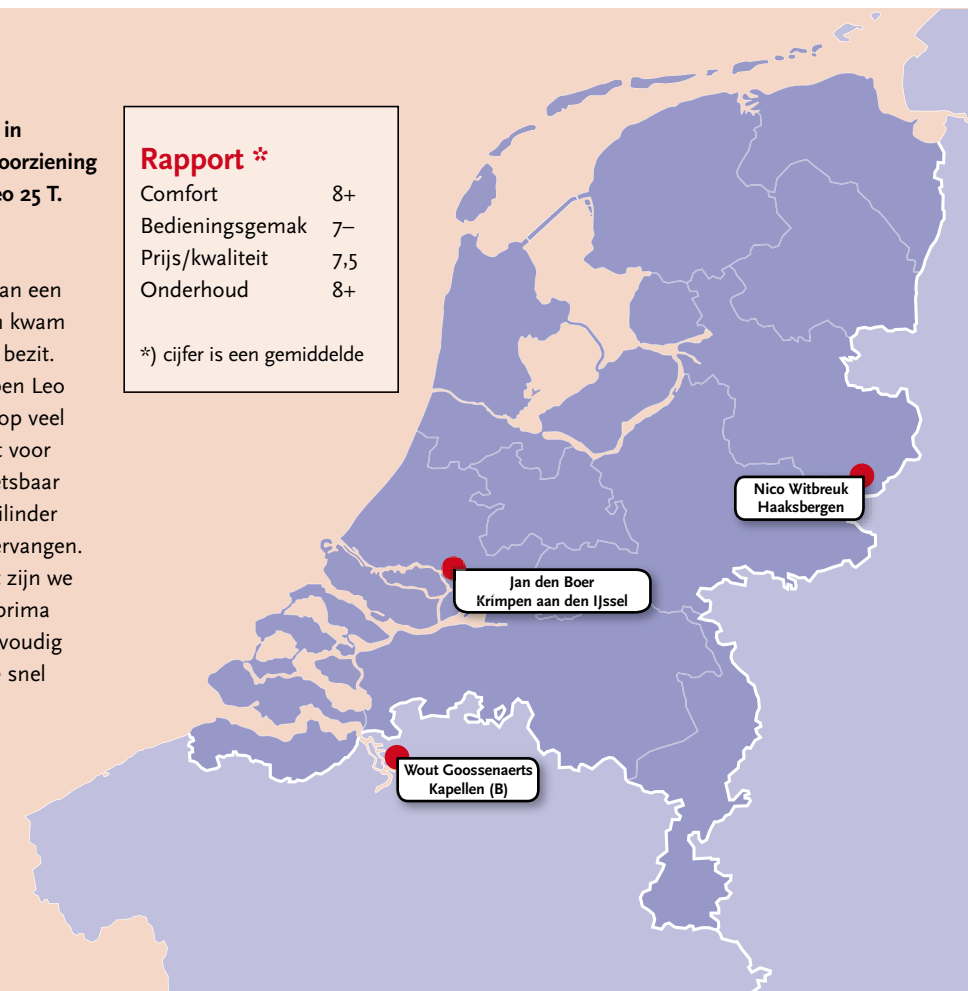 in
oorziening
eo 25 T.
an een
n kwam
bezit.
en Leo
op veel
t voor
etsbaar
ilinder
ervangen.
t zijn we
prima
voudig
e snel
Rapport *
Comfort 8+
Bedieningsgemak 7–
Prijs/kwaliteit 7,5
Onderhoud 8+
*) cijfer is een gemiddelde
Nico Witbreuk
Haaksbergen
Jan den Boer
Krimpen aan den IJssel
Wout Goossenaerts
Kapellen (B)